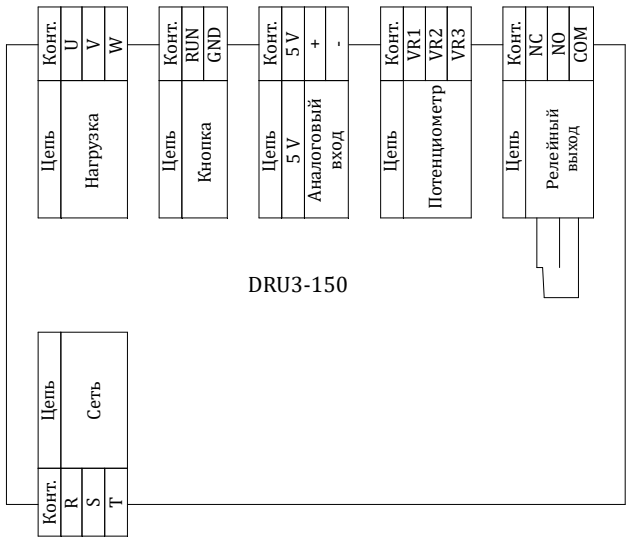 Конт.
U
V
W
Цепь
Нагрузка
Конт.
RUN
GND
Цепь
Кнопка
Конт.
5 V
+
-
Цепь
5 V
Аналоговый
вход
Конт.
VR1
VR2
VR3
Цепь
Потенциометр
Конт.
NC
NO
COM
Цепь
Релейный
выход
DRU3-150
Цепь
Сеть
Конт.
R
S
T